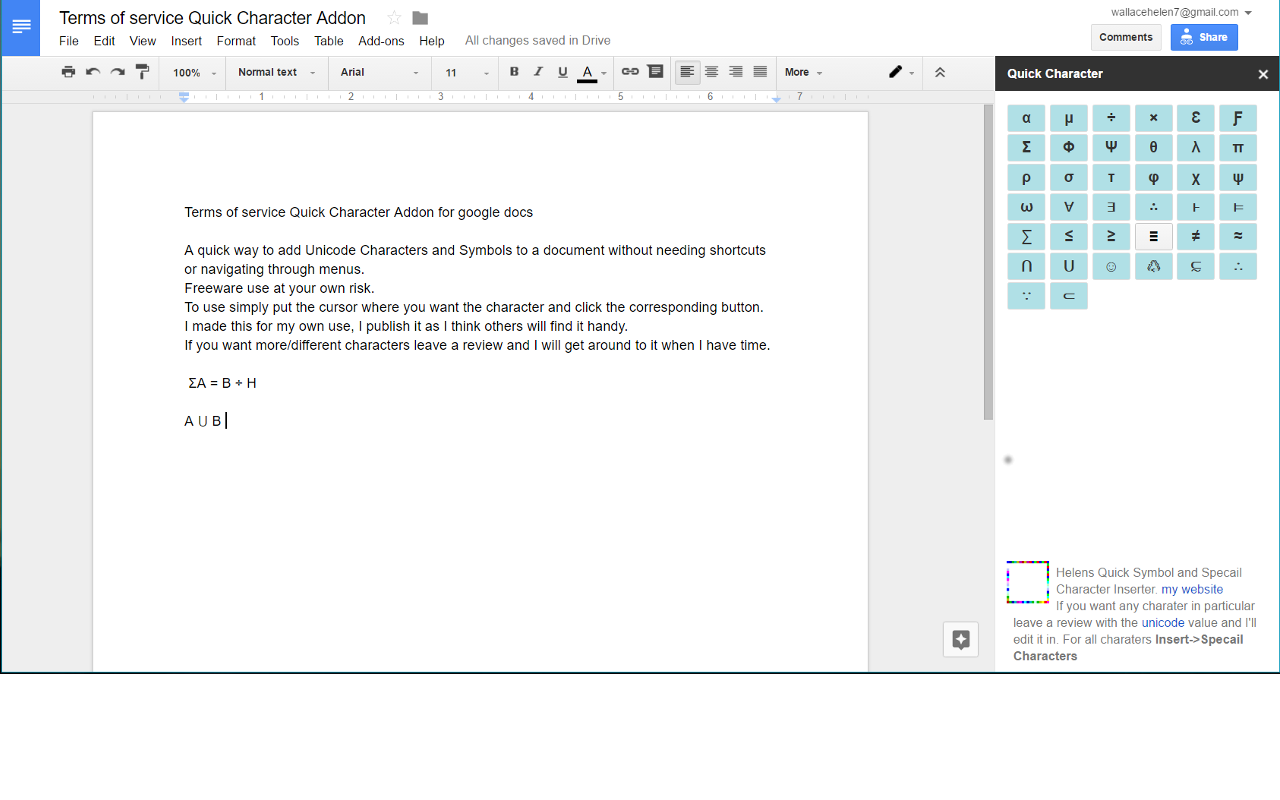 Terms of service Quick Character Addon
wallacehelen7@gmail.com
File Edit View Insert Format Tools Table Add-ons Help All changes saved in Drive
Comments Share
100% Normal text Arial 11 B I U A More
Quick Character
1 2 3 4 5 6 7
α μ ÷ × Ɛ Ƒ
Σ Φ Ψ θ λ π
ρ σ τ φ χ ψ
ω ∀ ∃ ∴ ⊦ ⊨
∑ ≤ ≥ ≡ ≠ ≈
⋂ ⋃ ☺ ♳ ⊊ ∴
∵ ⊂
Terms of service Quick Character Addon for google docs
A quick way to add Unicode Characters and Symbols to a document without needing shortcuts
or navigating through menus.
Freeware use at your own risk.
To use simply put the cursor where you want the character and click the corresponding button.
I made this for my own use, I publish it as I think others will find it handy.
If you want more/different characters leave a review and I will get around to it when I have time.
ΣA = B ÷ H
A ⋃ B
Helens Quick Symbol and Specail
Character Inserter. my website
If you want any charater in particular
leave a review with the unicode value and I'll
edit it in. For all charaters Insert->Specail
Characters